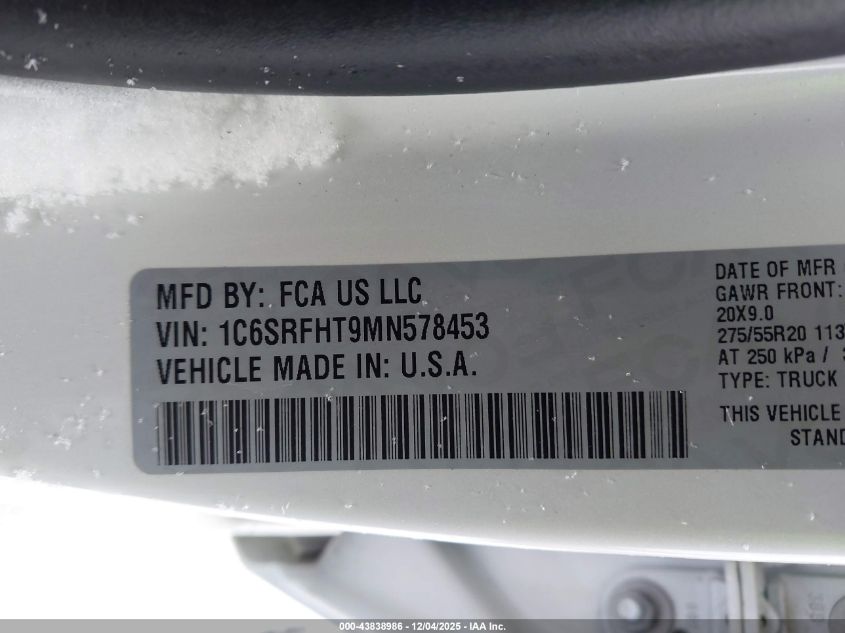 MFD BY: FCA US LLC
VIN: 1C6SRFHT9MN578453
VEHICLE MADE IN: U.S.A.
DATE OF MFR
GAWR FRONT:
20X9.0
275/55R20 113
AT 250 kPa /
TYPE: TRUCK
THIS VEHICLE
STAND
000-43838986 - 12/04/2025 - IAA Inc.